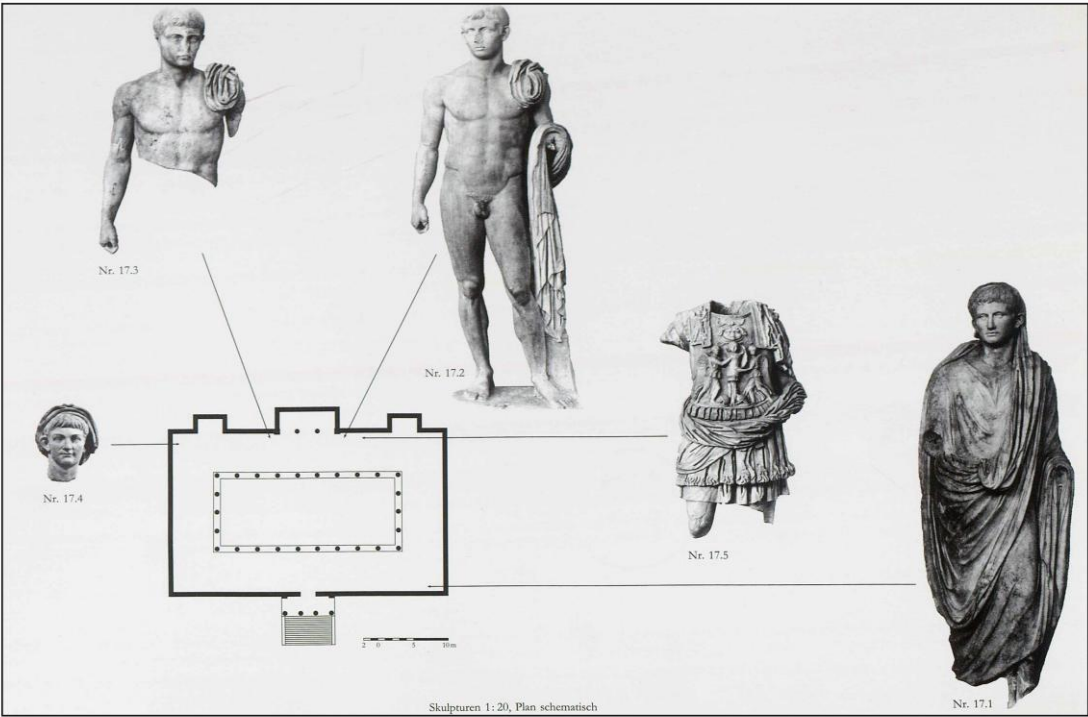 Nr. 17.3
Nr. 17.2
Nr. 17.4
Nr. 17.5
2 0 5 10m
Skulpturen 1:20, Plan schematisch
Nr. 17.1